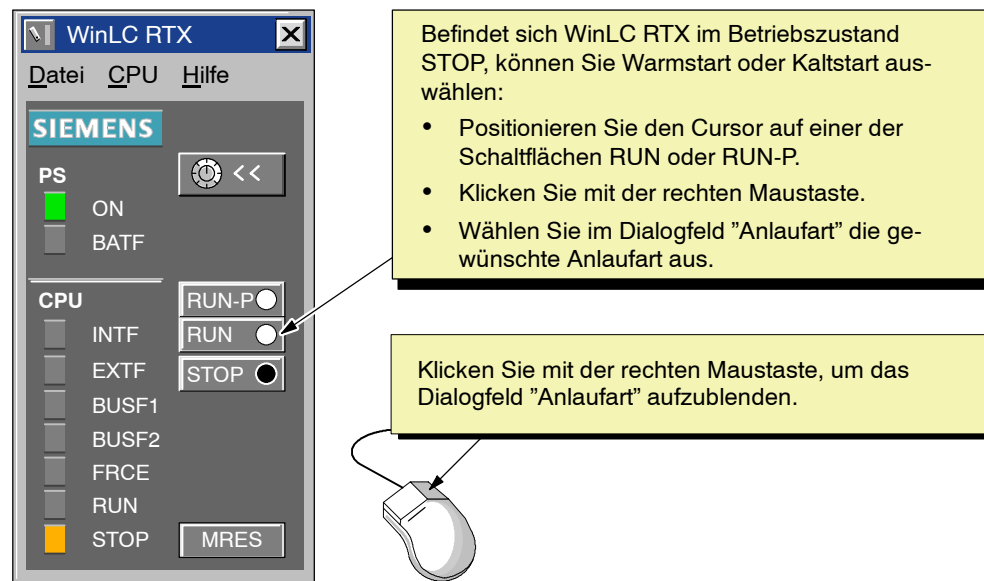 WinLC RTX
Datei CPU Hilfe
SIEMENS
<<
PS
ON
BATF
CPU
RUN-P
INTF
RUN
EXTF
STOP
BUSF1
BUSF2
FRCE
RUN
STOP
MRES
Befindet sich WinLC RTX im Betriebszustand
STOP, können Sie Warmstart oder Kaltstart aus-
wählen:
• Positionieren Sie den Cursor auf einer der
Schaltflächen RUN oder RUN-P.
• Klicken Sie mit der rechten Maustaste.
• Wählen Sie im Dialogfeld ”Anlaufart” die ge-
wünschte Anlaufart aus.
Klicken Sie mit der rechten Maustaste, um das
Dialogfeld ”Anlaufart” aufzublenden.